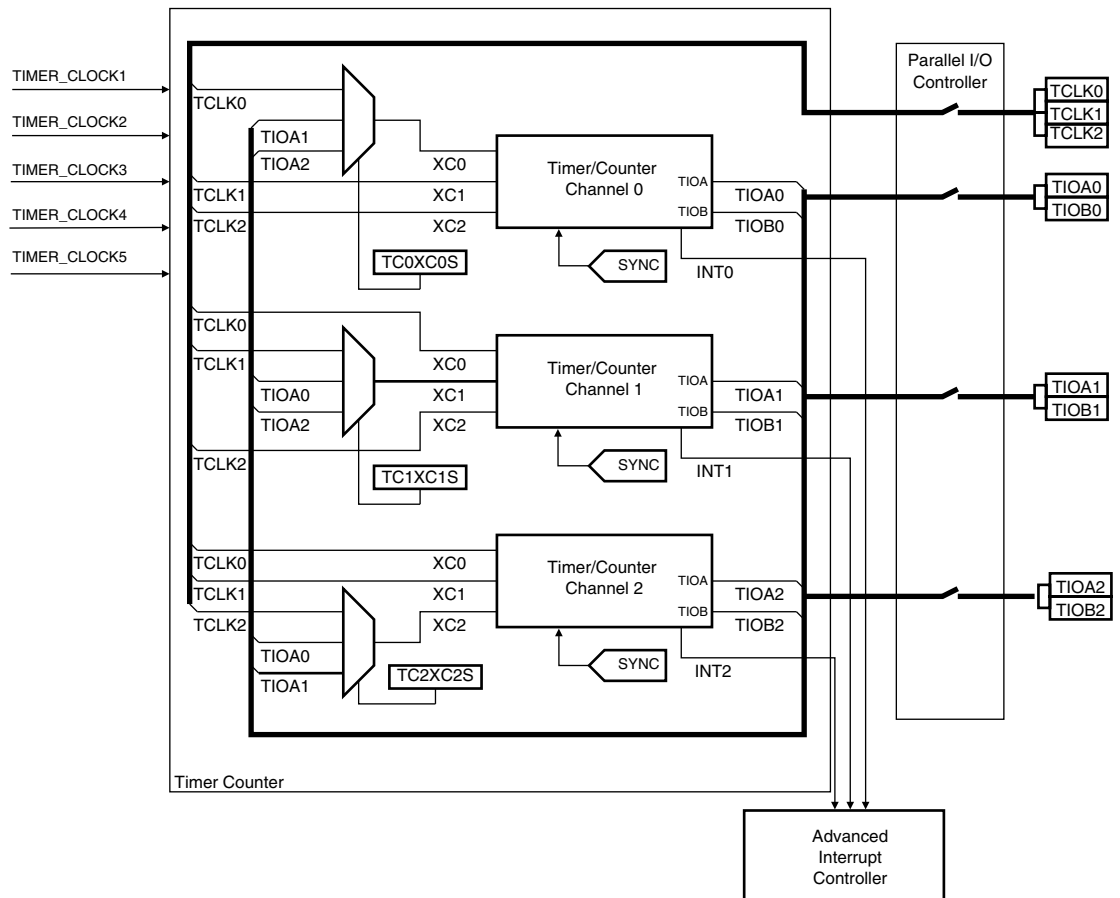 Parallel I/O
Controller
TIMER_CLOCK1
TIMER_CLOCK2
TIMER_CLOCK3
TIMER_CLOCK4
TIMER_CLOCK5
TCLK0
TIOA1
TIOA2
TCLK1
TCLK2
XC0
XC1
XC2
Timer/Counter
Channel 0
TIOA
TIOB
TIOA0
TIOB0
TC0XC0S
SYNC
INT0
TCLK0
TCLK1
TCLK2
TIOA0
TIOB0
TCLK0
TCLK1
TIOA0
TIOA2
TCLK2
XC0
XC1
XC2
Timer/Counter
Channel 1
TIOA
TIOB
TIOA1
TIOB1
TC1XC1S
SYNC
INT1
TIOA1
TIOB1
TCLK0
TCLK1
TCLK2
TIOA0
TIOA1
XC0
XC1
XC2
Timer/Counter
Channel 2
TIOA
TIOB
TIOA2
TIOB2
TC2XC2S
SYNC
INT2
TIOA2
TIOB2
Timer Counter
Advanced
Interrupt
Controller